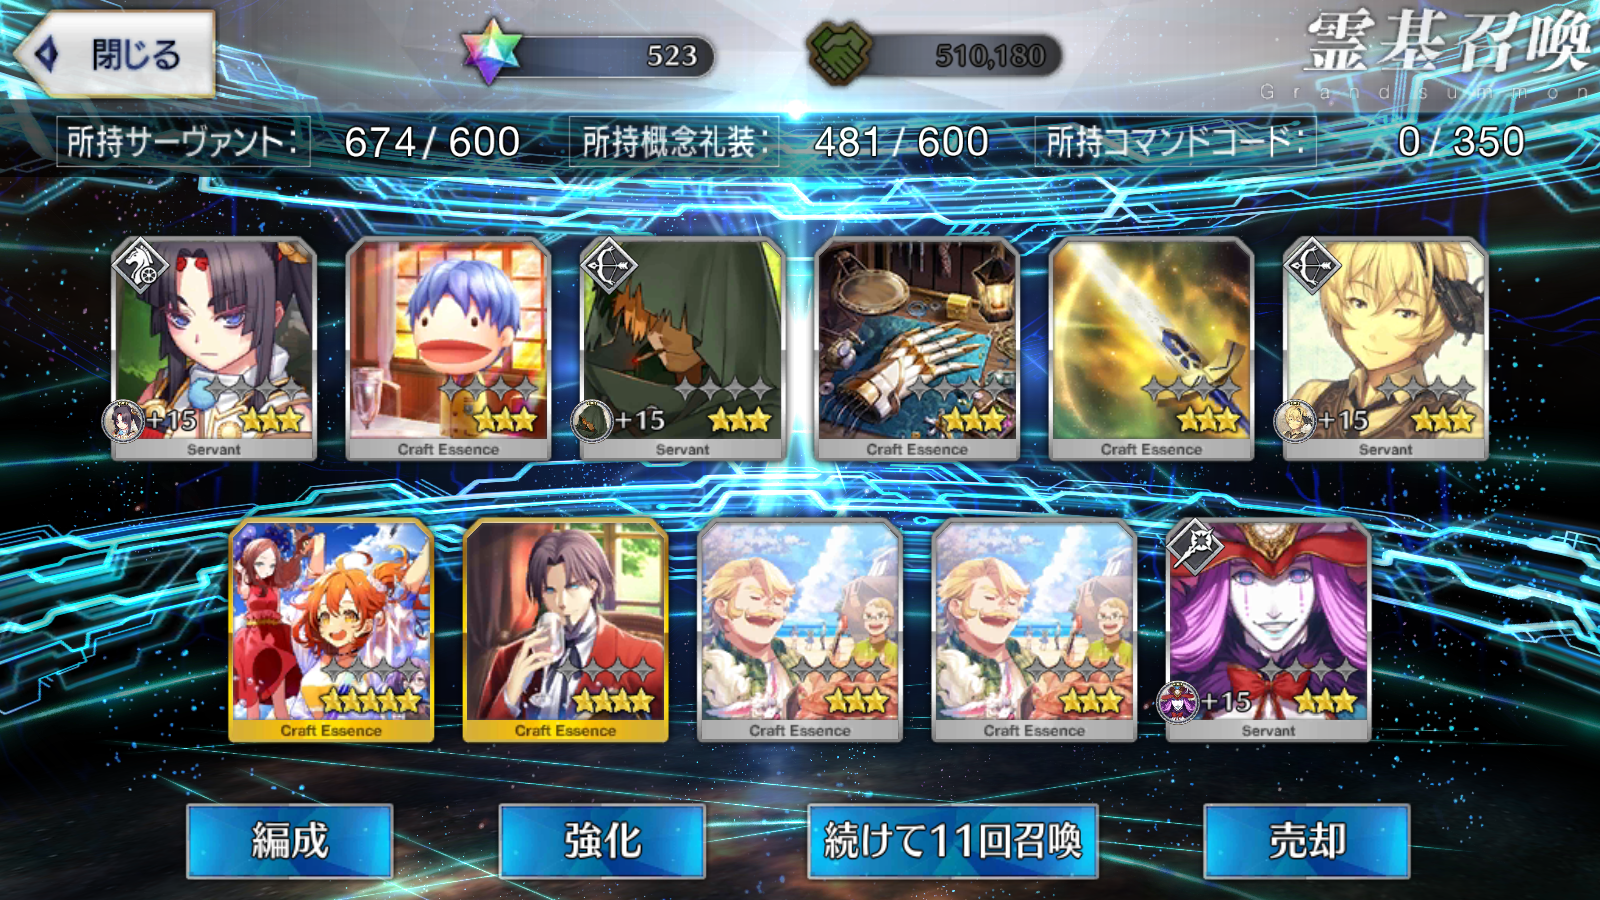 閉じる
523
510,180
霊基召喚
Grand summon
所持サーヴァント: 674 / 600
所持概念礼装: 481 / 600
所持コマンドコード: 0 / 350
+15
+15
+15
Servant
Craft Essence
Servant
Craft Essence
Craft Essence
Servant
+15
Craft Essence
Craft Essence
Craft Essence
Craft Essence
Servant
編成
強化
続けて11回召喚
売却